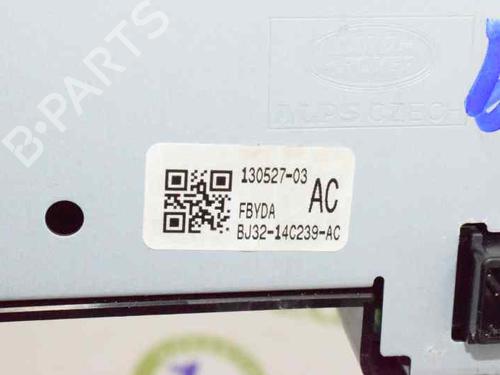 B-PARTS
LAND-
ROVER
ALPS CZECH
130527-03
AC
FBYDA
BJ32-14C239-AC